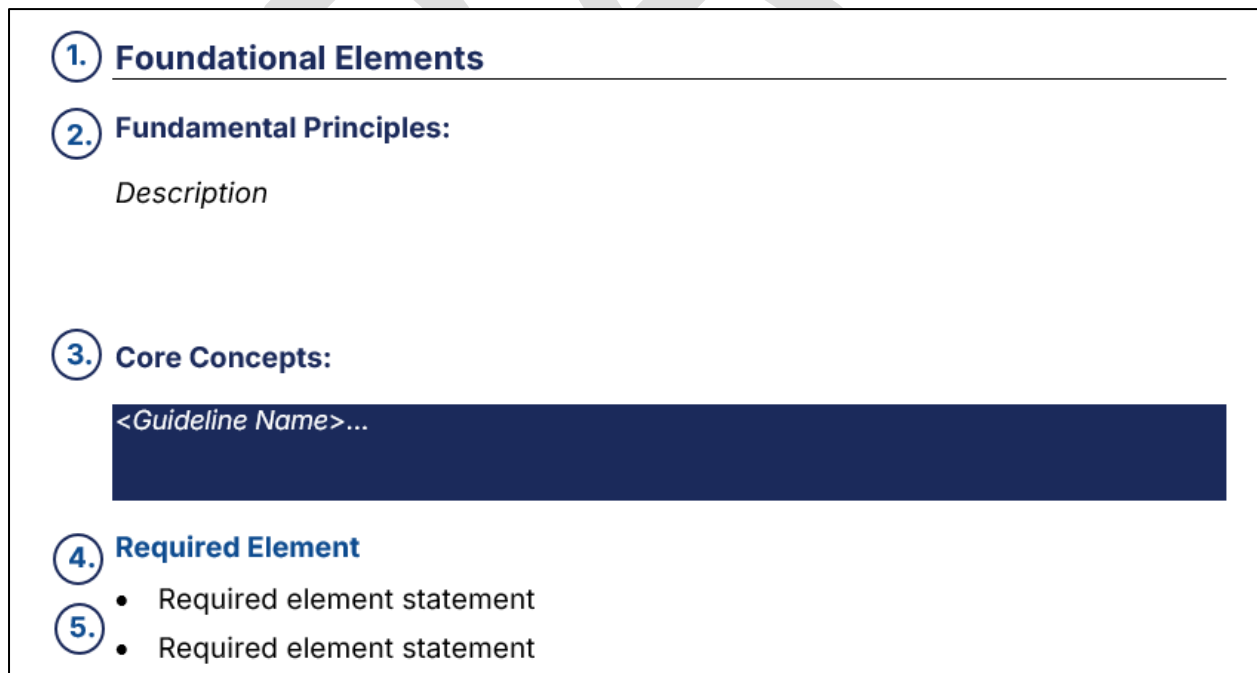 1. Foundational Elements
2. Fundamental Principles:
Description
3. Core Concepts:
<Guideline Name>...
4. Required Element
• Required element statement
5.
• Required element statement